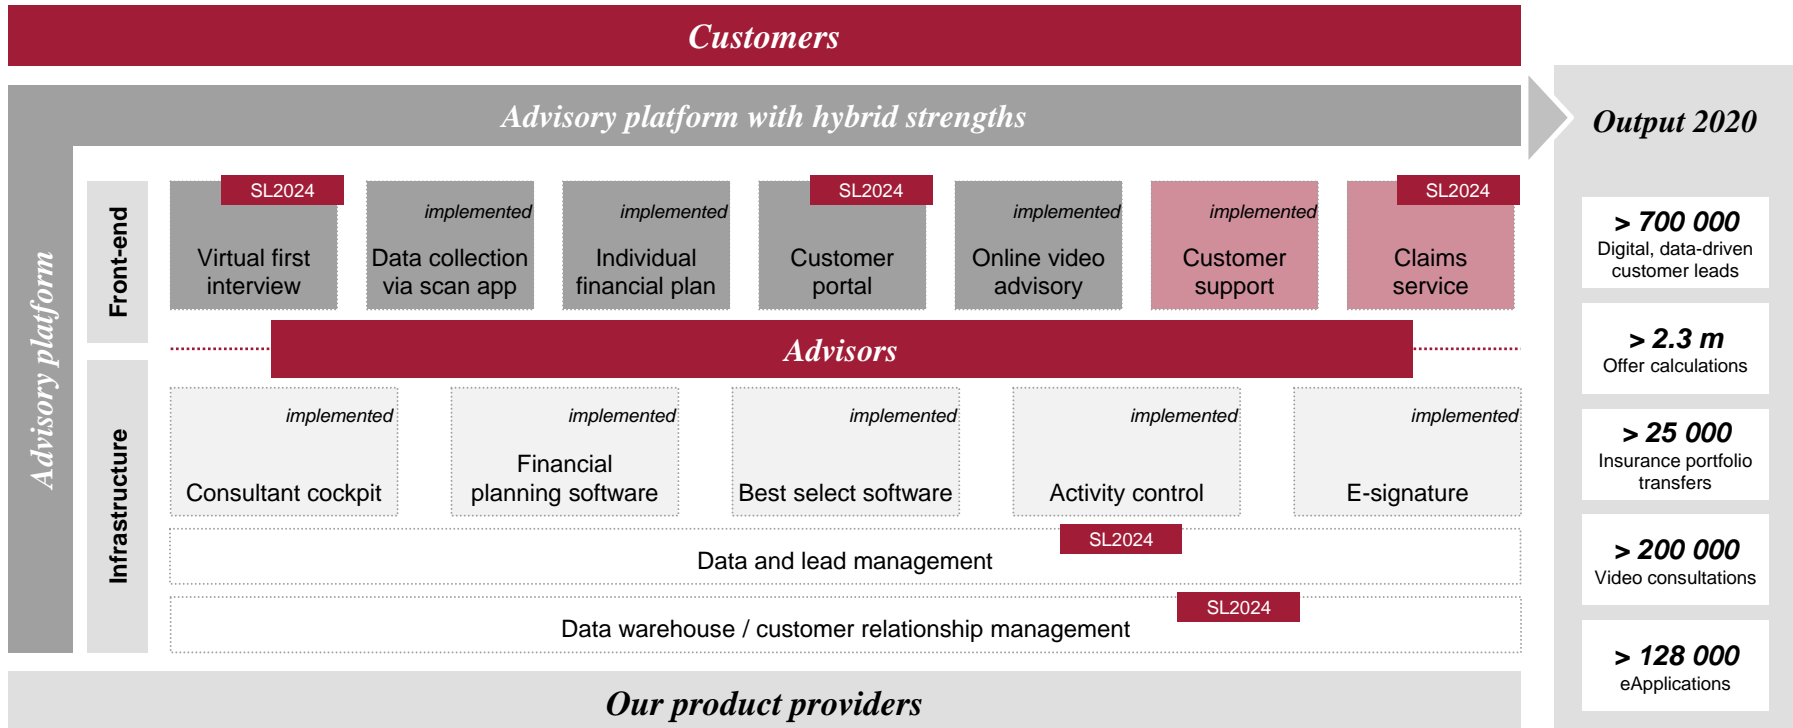 Customers
Advisory platform with hybrid strengths
Advisory platform
Front-end
SL2024
Virtual first
interview
implemented
Data collection
via scan app
implemented
Individual
financial plan
SL2024
Customer
portal
implemented
Online video
advisory
implemented
Customer
support
SL2024
Claims
service
Advisors
Infrastructure
implemented
Consultant cockpit
implemented
Financial
planning software
implemented
Best select software
implemented
Activity control
implemented
E-signature
SL2024
Data and lead management
SL2024
Data warehouse / customer relationship management
Our product providers
Output 2020
> 700 000
Digital, data-driven
customer leads
> 2.3 m
Offer calculations
> 25 000
Insurance portfolio
transfers
> 200 000
Video consultations
> 128 000
eApplications